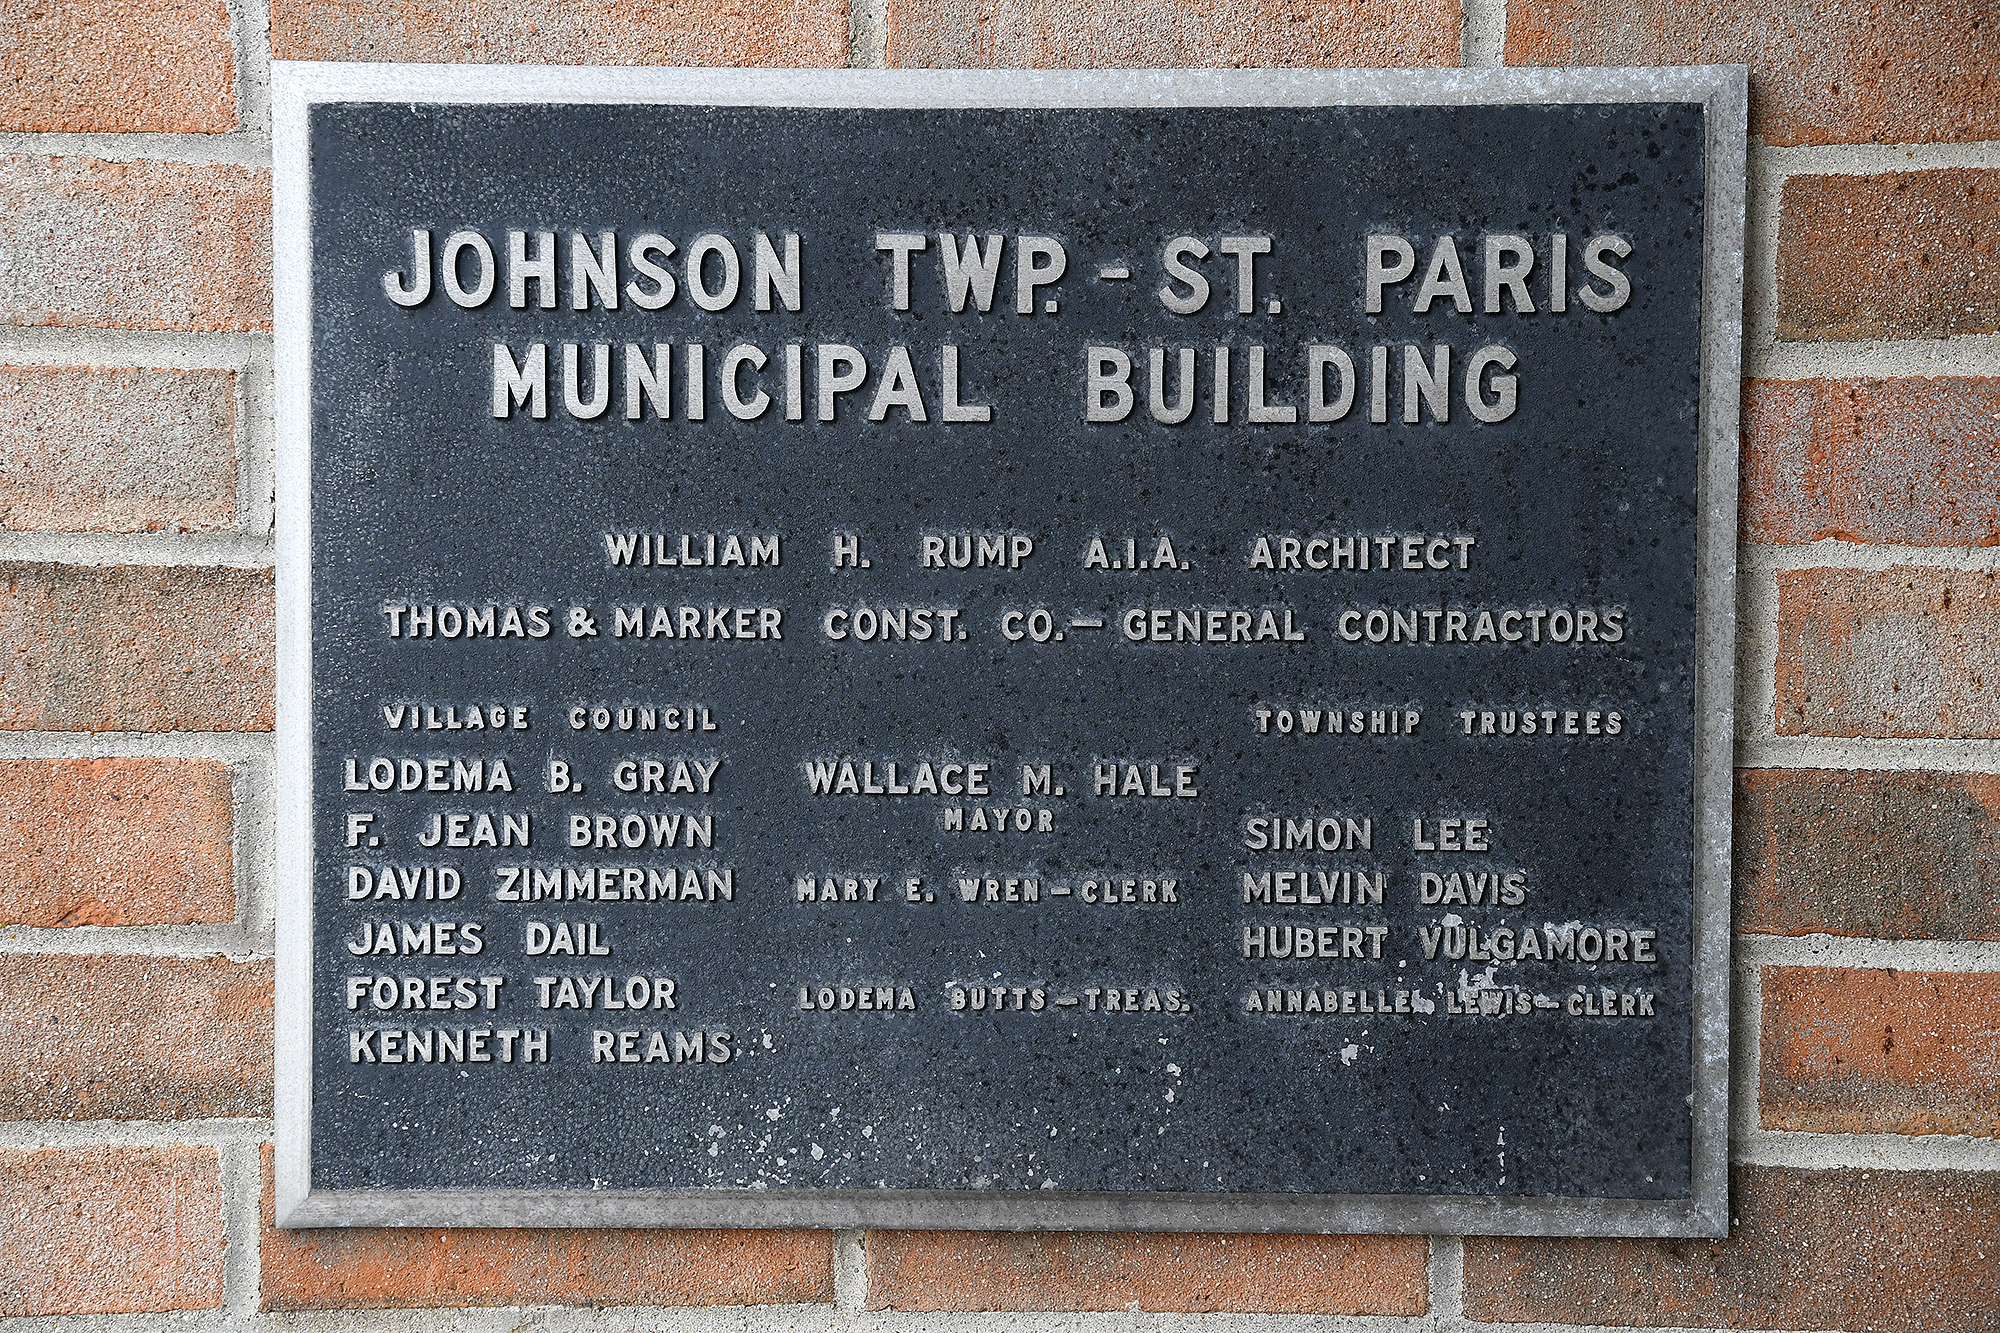 JOHNSON TWP. - ST. PARIS
MUNICIPAL BUILDING
WILLIAM H. RUMP A.I.A. ARCHITECT
THOMAS & MARKER CONST. CO. — GENERAL CONTRACTORS
VILLAGE COUNCIL
LODEMA B. GRAY
F. JEAN BROWN
DAVID ZIMMERMAN
JAMES DAIL
FOREST TAYLOR
KENNETH REAMS
WALLACE M. HALE
MAYOR
MARY E. WREN — CLERK
LODEMA BUTTS — TREAS.
TOWNSHIP TRUSTEES
SIMON LEE
MELVIN DAVIS
HUBERT VULGAMORE
ANNABELLE LEWIS — CLERK